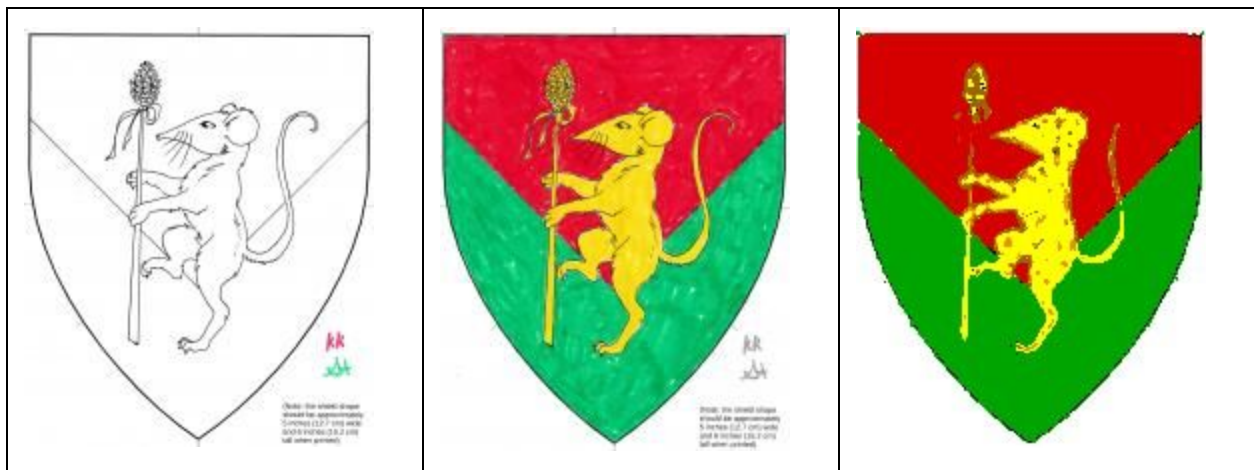 kk
(Note: the shield shape
should be approximately
5 inches (12.7 cm) wide
and 6 inches (15.2 cm)
tall when printed)
kk
(Note: the shield shape
should be approximately
5 inches (12.7 cm) wide
and 6 inches (15.2 cm)
tall when printed)